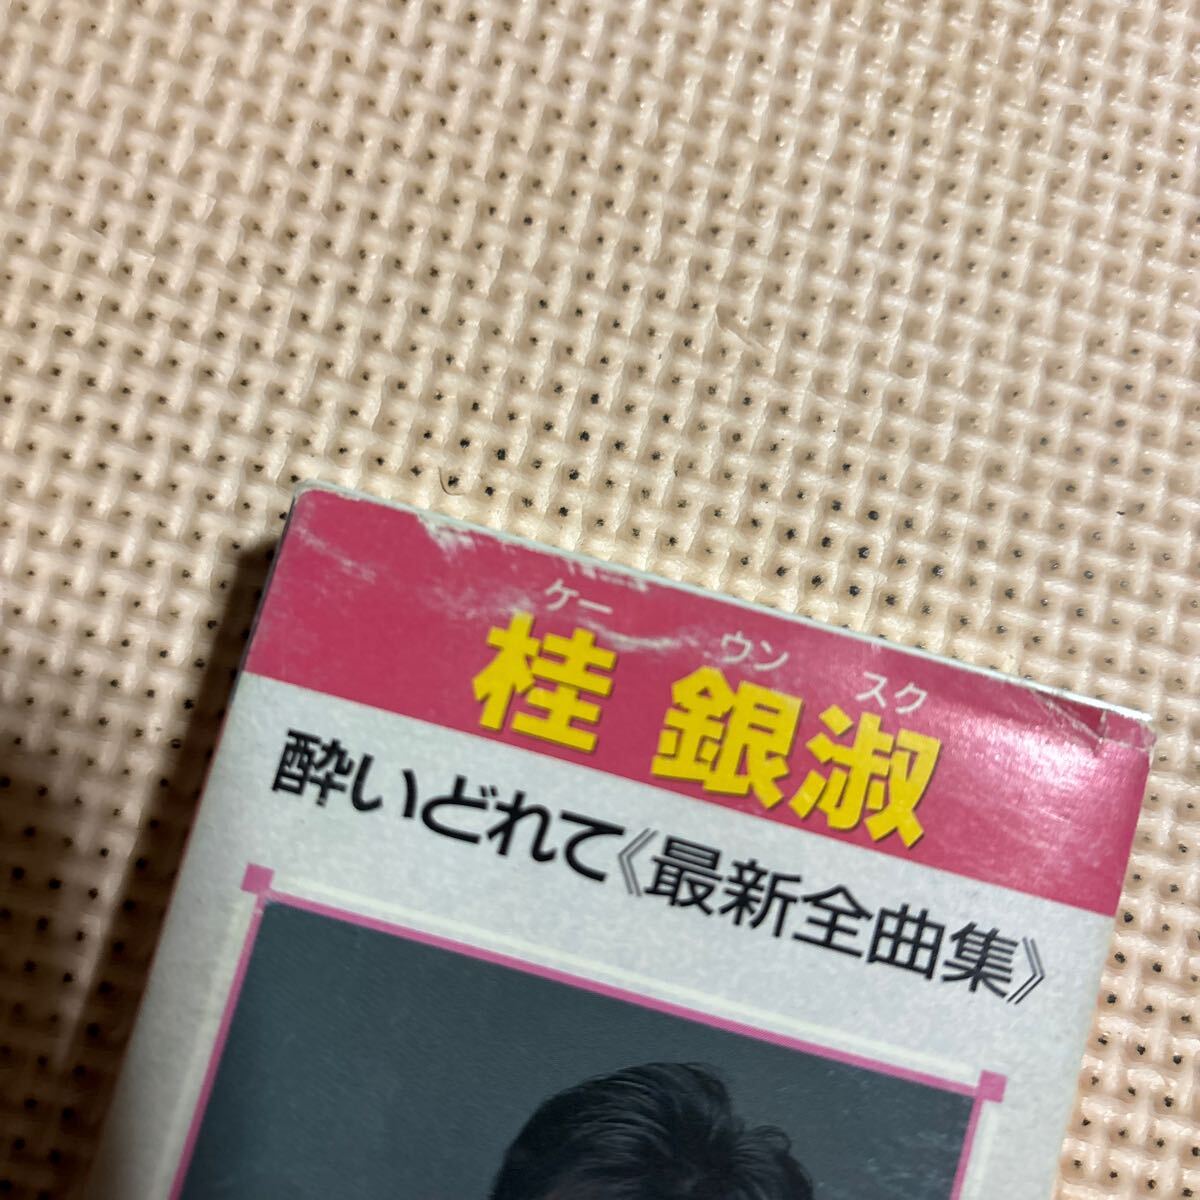 ケー ウン スク
桂 銀淑
酔いどれて《最新全曲集》